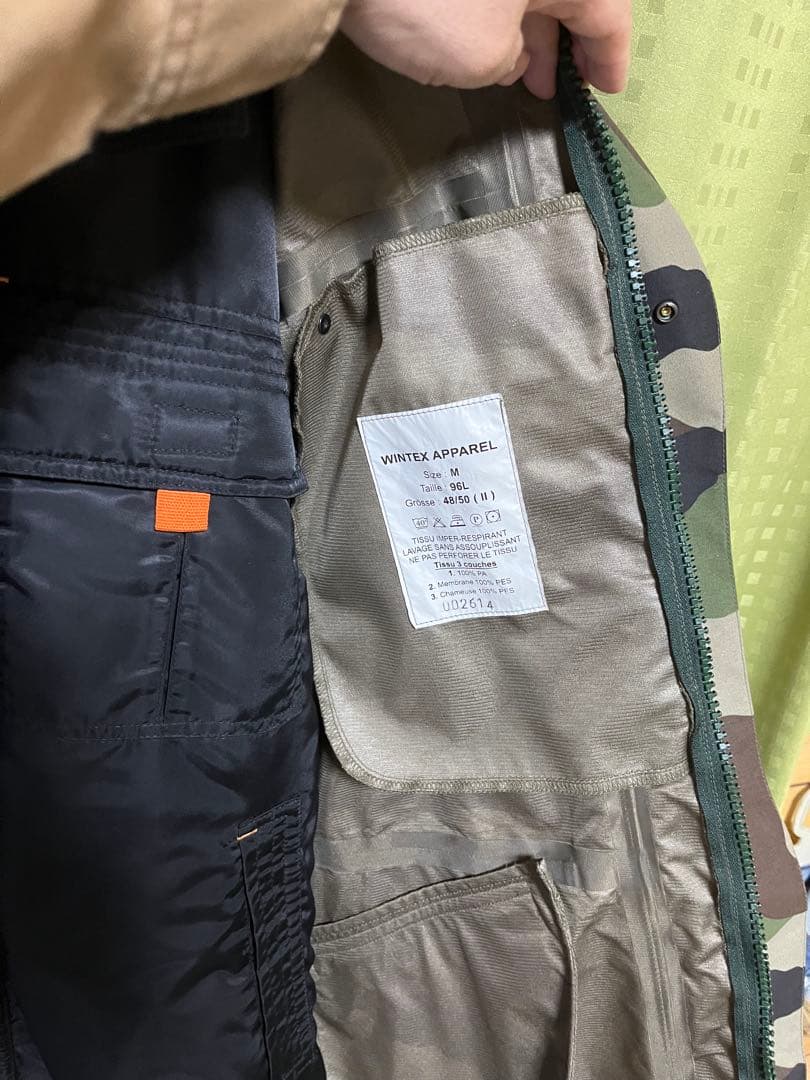 WINTEX APPAREL
Size : M
Taille : 96L
Grösse : 48/50 ( II )
40° P
TISSU IMPER-RESPIRANT
LAVAGE SANS ASSOUPLISSANT
NE PAS PERFORER LE TISSU
Tissu 3 couches
1. 100% PA
2. Membrane 100% PES
3. Charmeuse 100% PES
U02614